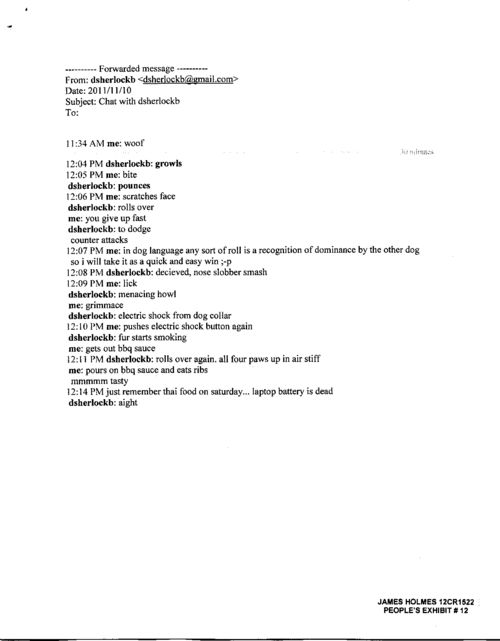 ---------- Forwarded message ----------
From: dsherlockb <dsherlockb@gmail.com>
Date: 2011/11/10
Subject: Chat with dsherlockb
To:
11:34 AM me: woof
12:04 PM dsherlockb: growls
12:05 PM me: bite
dsherlockb: pounces
12:06 PM me: scratches face
dsherlockb: rolls over
me: you give up fast
dsherlockb: to dodge
counter attacks
12:07 PM me: in dog language any sort of roll is a recognition of dominance by the other dog
so i will take it as a quick and easy win ;-p
12:08 PM dsherlockb: decieved, nose slobber smash
12:09 PM me: lick
dsherlockb: menacing howl
me: grimmace
dsherlockb: electric shock from dog collar
12:10 PM me: pushes electric shock button again
dsherlockb: fur starts smoking
me: gets out bbq sauce
12:11 PM dsherlockb: rolls over again. all four paws up in air stiff
me: pours on bbq sauce and eats ribs
mmmmm tasty
12:14 PM just remember thai food on saturday... laptop battery is dead
dsherlockb: aight
JAMES HOLMES 12CR1522
PEOPLE'S EXHIBIT # 12